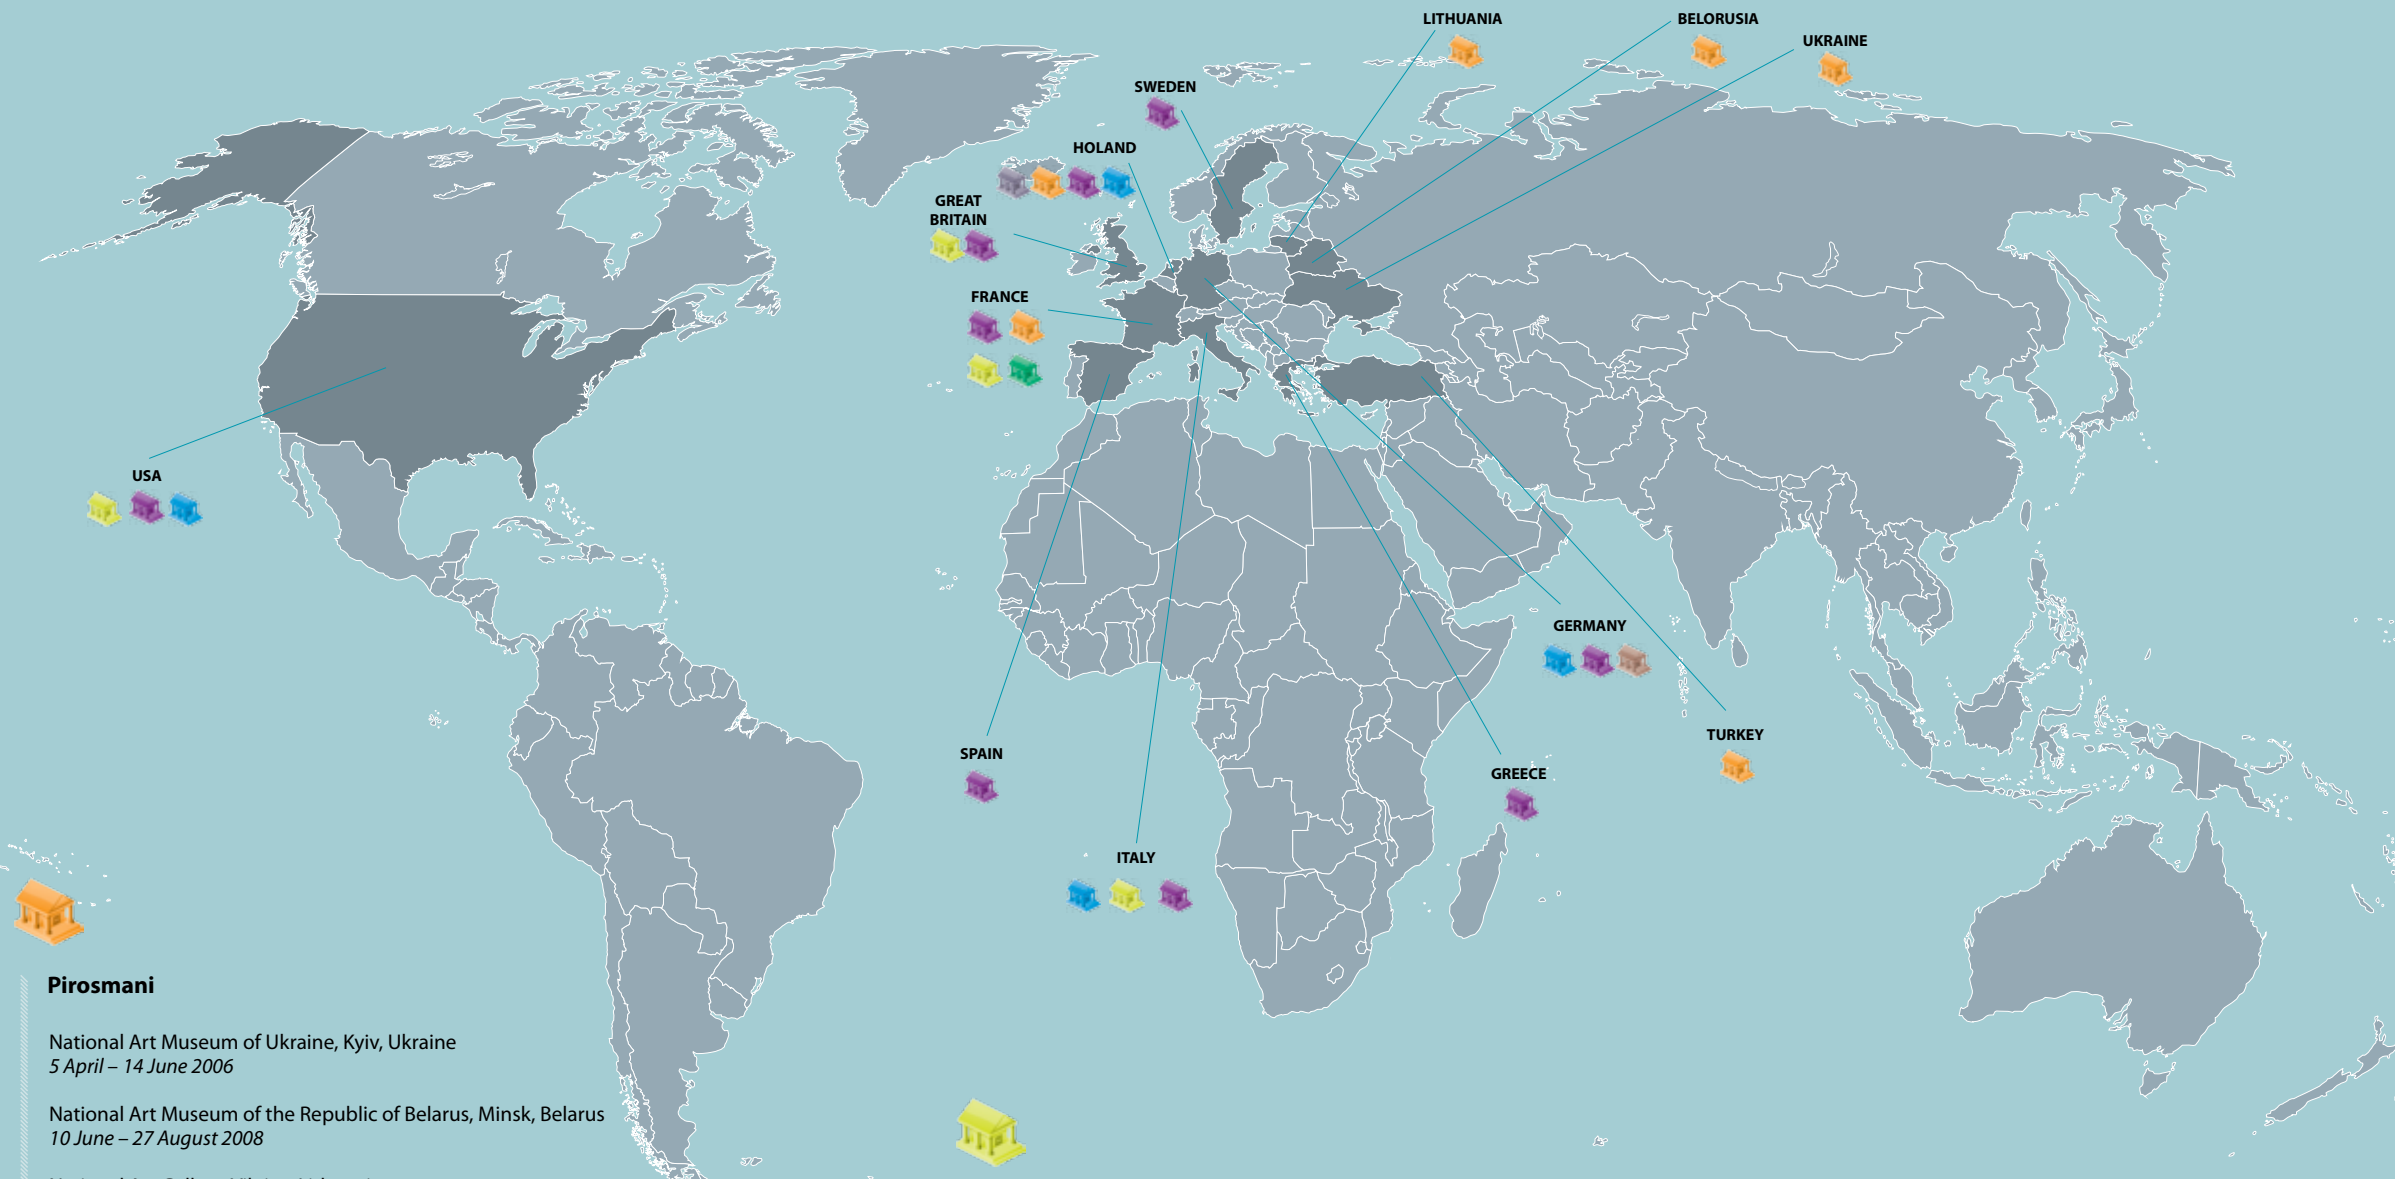 LITHUANIA
BELORUSIA
UKRAINE
SWEDEN
HOLAND
GREAT
BRITAIN
FRANCE
USA
GERMANY
SPAIN
TURKEY
GREECE
ITALY
Pirosmani
National Art Museum of Ukraine, Kyiv, Ukraine
5 April – 14 June 2006
National Art Museum of the Republic of Belarus, Minsk, Belarus
10 June – 27 August 2008